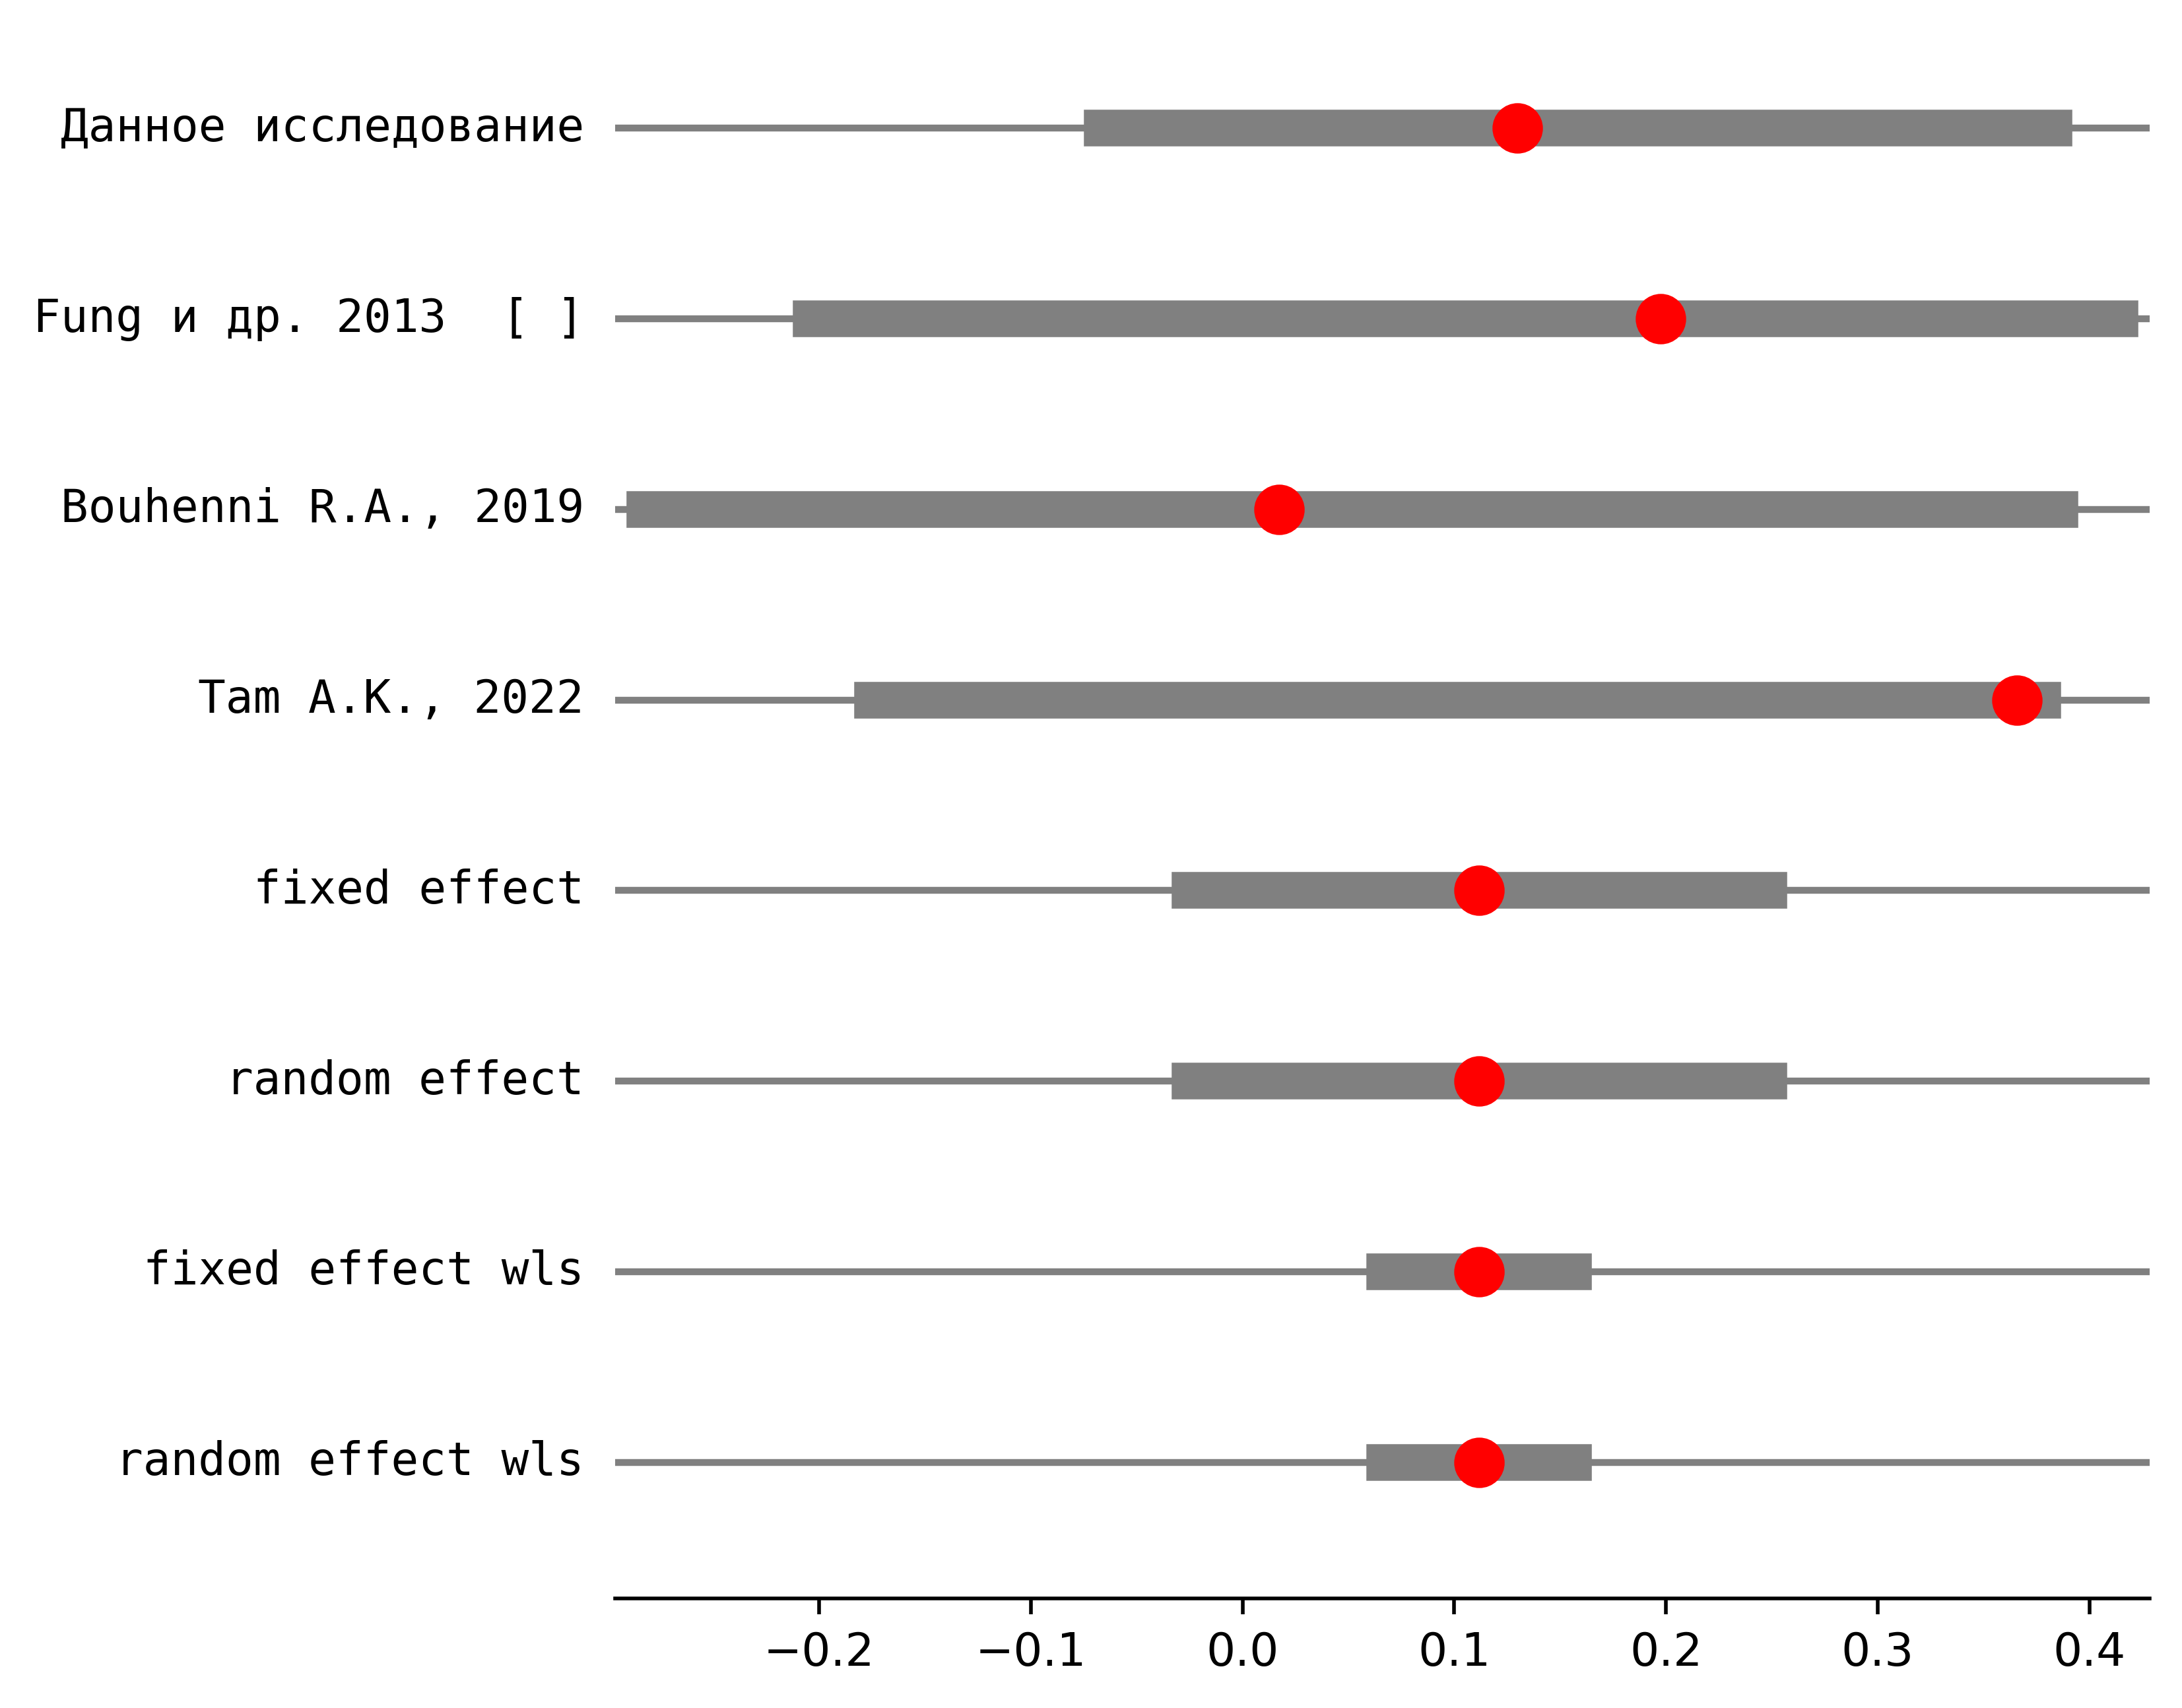 Данное исследование
Fung и др. 2013  [ ]
Bouhenni R.A., 2019
Tam A.K., 2022
fixed effect
random effect
fixed effect wls
random effect wls
−0.2 −0.1 0.0 0.1 0.2 0.3 0.4